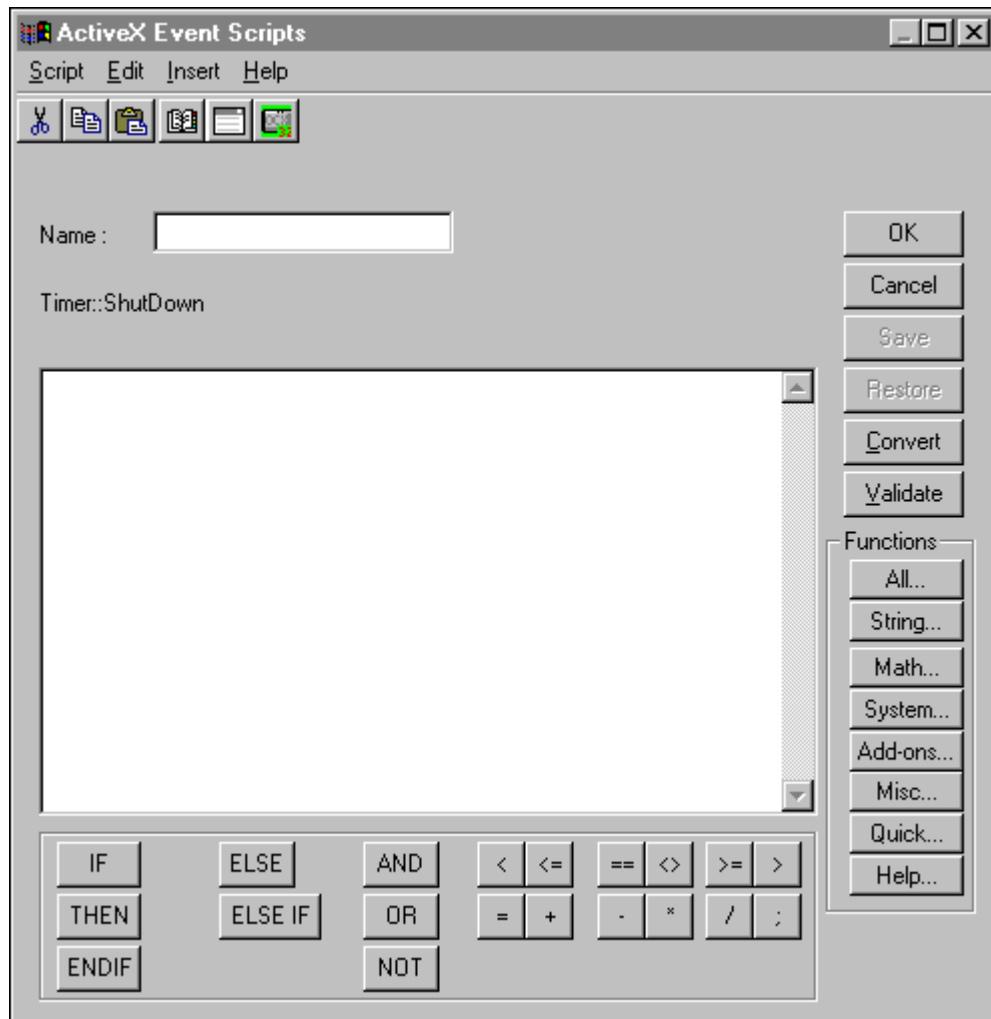 ActiveX Event Scripts
Script Edit Insert Help
Name :
OK
Cancel
Timer::ShutDown
Save
Restore
Convert
Validate
Functions
All...
String...
Math...
System...
Add-ons...
Misc...
Quick...
Help...
IF ELSE AND < <= == <> >= >
THEN ELSE IF OR = + - * / ;
ENDIF NOT